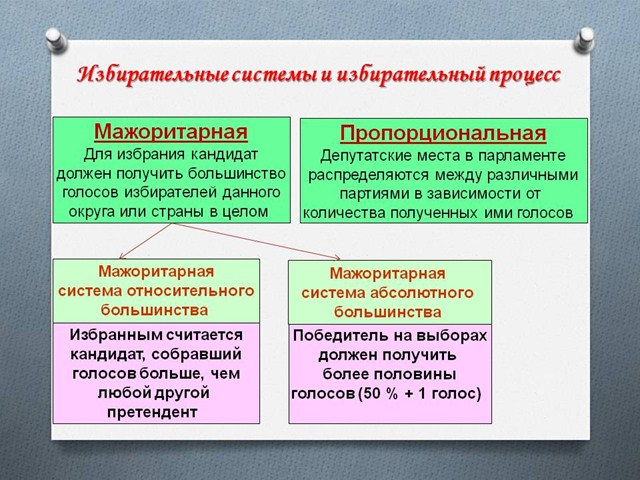 Избирательные системы и избирательный процесс
Мажоритарная
Для избрания кандидат
должен получить большинство
голосов избирателей данного
округа или страны в целом
Пропорциональная
Депутатские места в парламенте
распределяются между различными
партиями в зависимости от
количества полученных ими голосов
Мажоритарная
система относительного
большинства
Избранным считается
кандидат, собравший
голосов больше, чем
любой другой
претендент
Мажоритарная
система абсолютного
большинства
Победитель на выборах
должен получить
более половины
голосов (50 % + 1 голос)